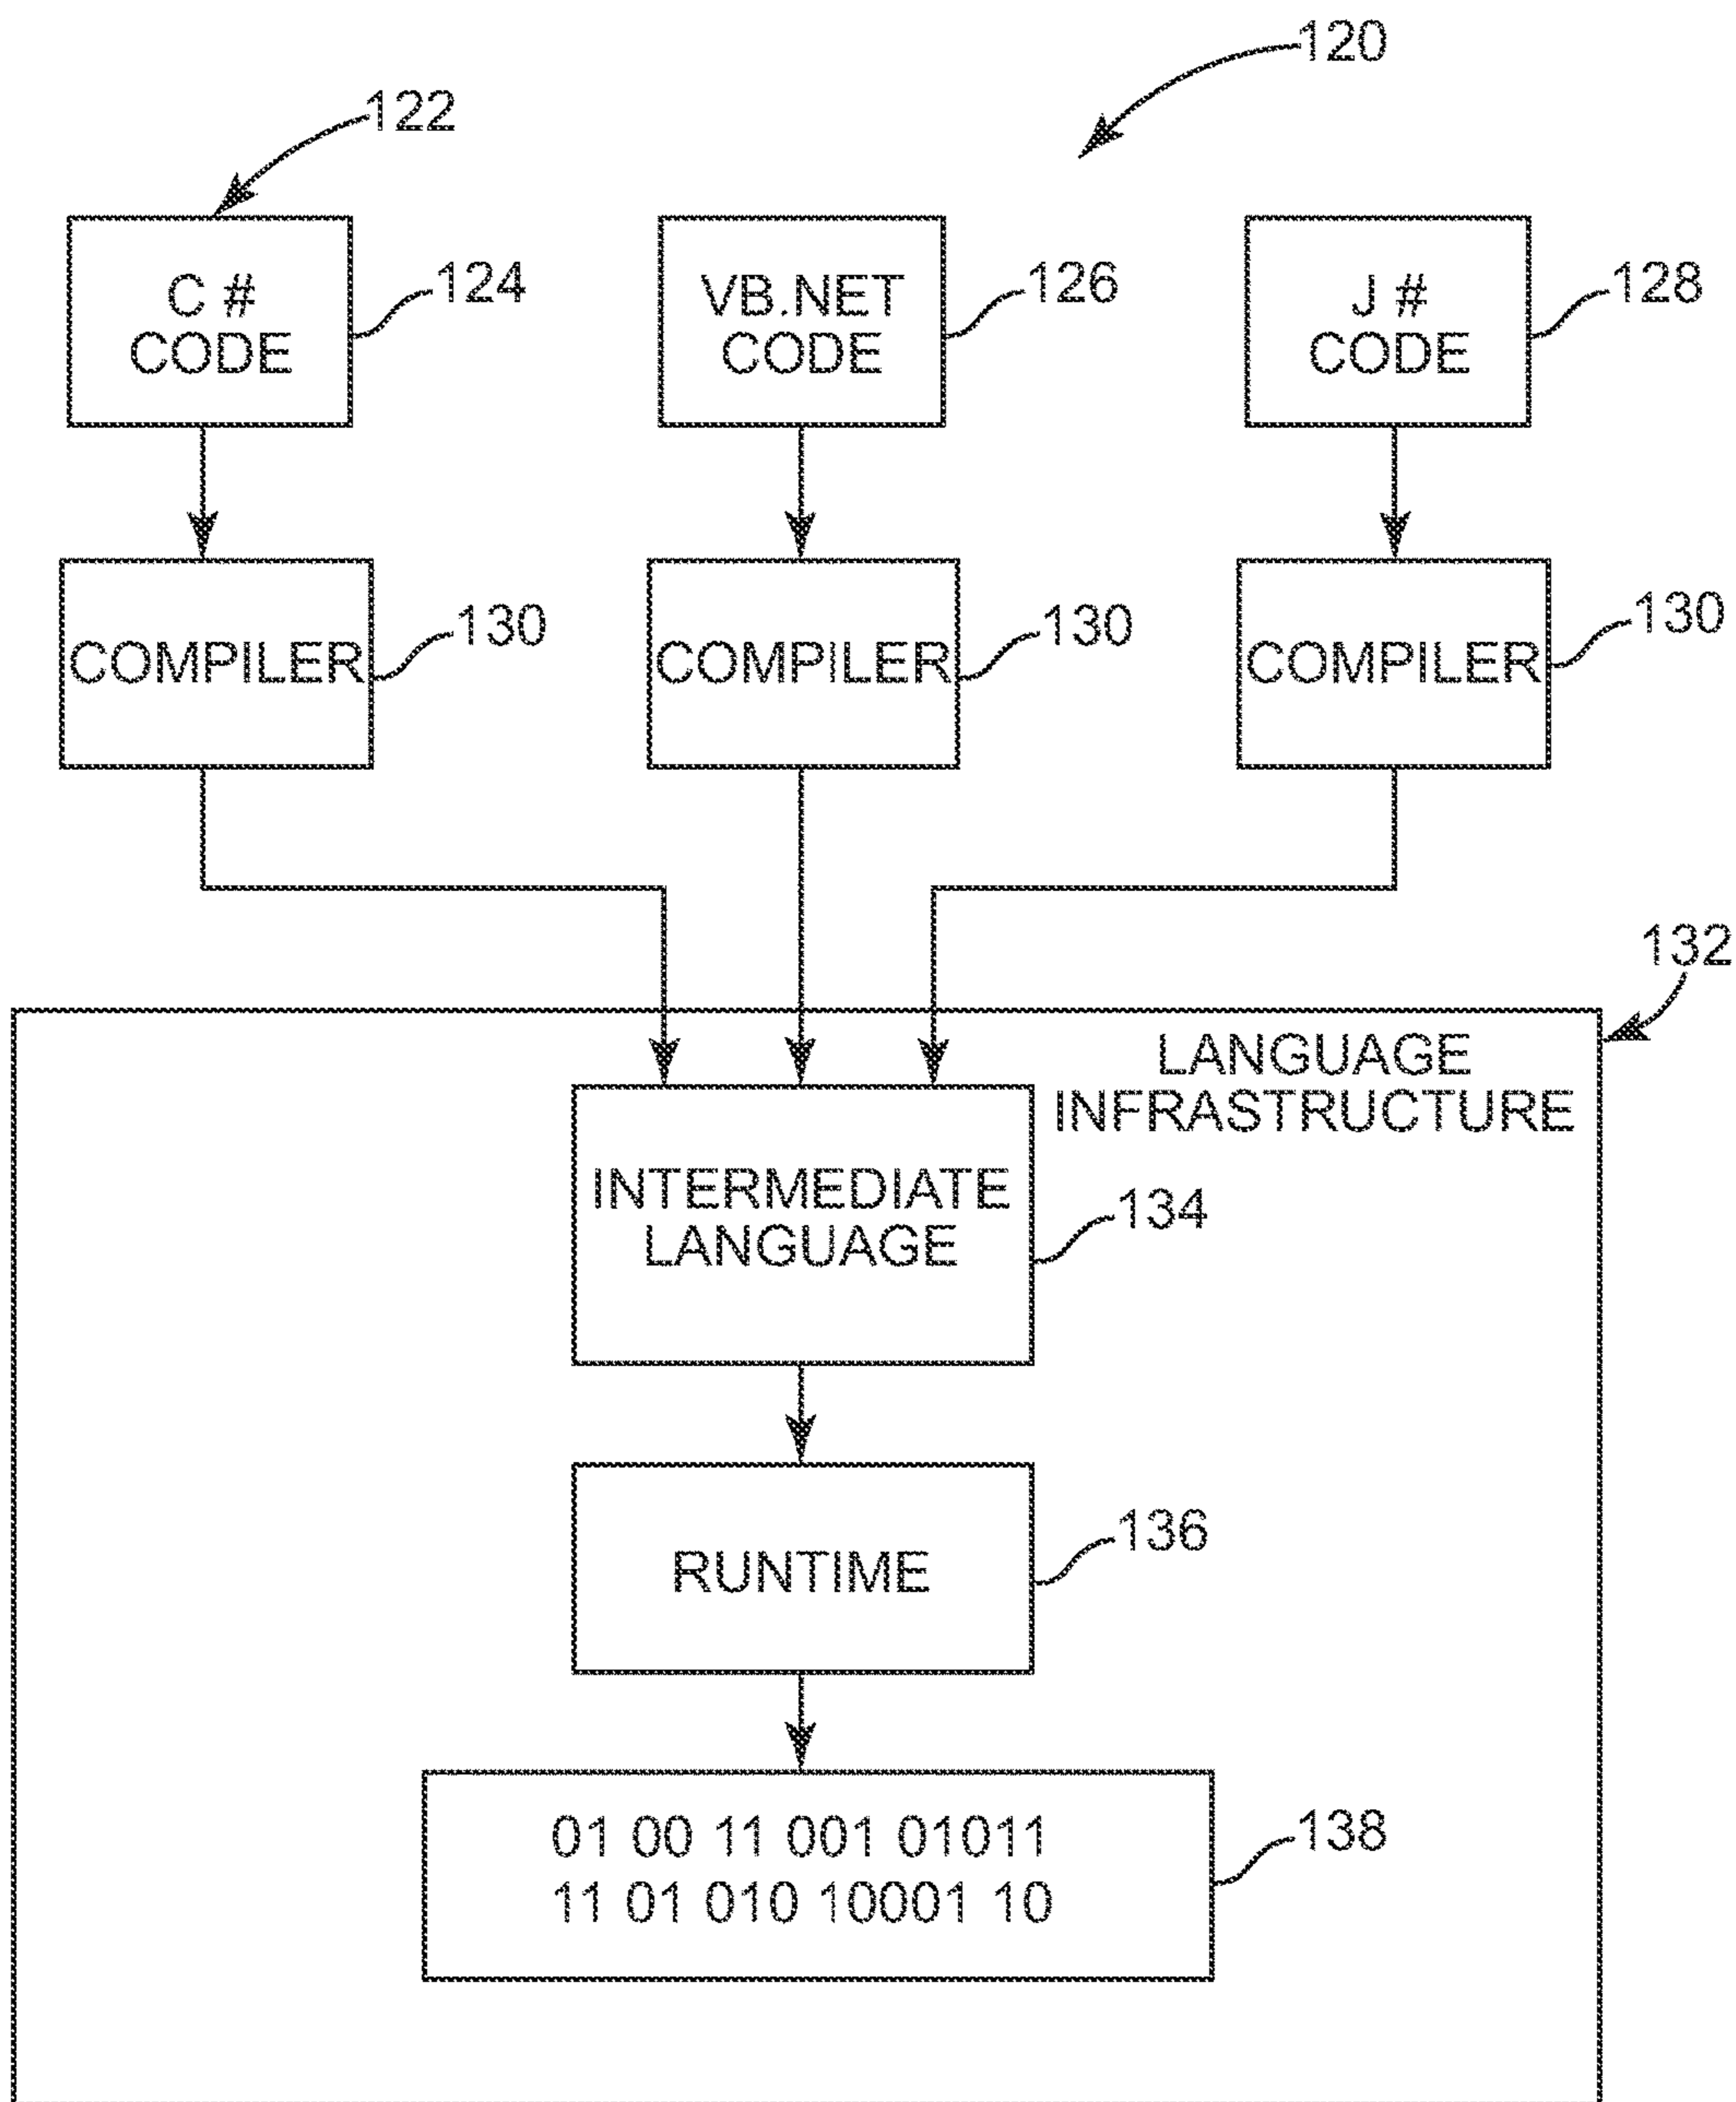 120
122
C #
CODE
124
VB.NET
CODE
126
J #
CODE
128
COMPILER
130
COMPILER
130
COMPILER
130
132
LANGUAGE
INFRASTRUCTURE
INTERMEDIATE
LANGUAGE
134
RUNTIME
136
01 00 11 001 01011
11 01 010 10001 10
138